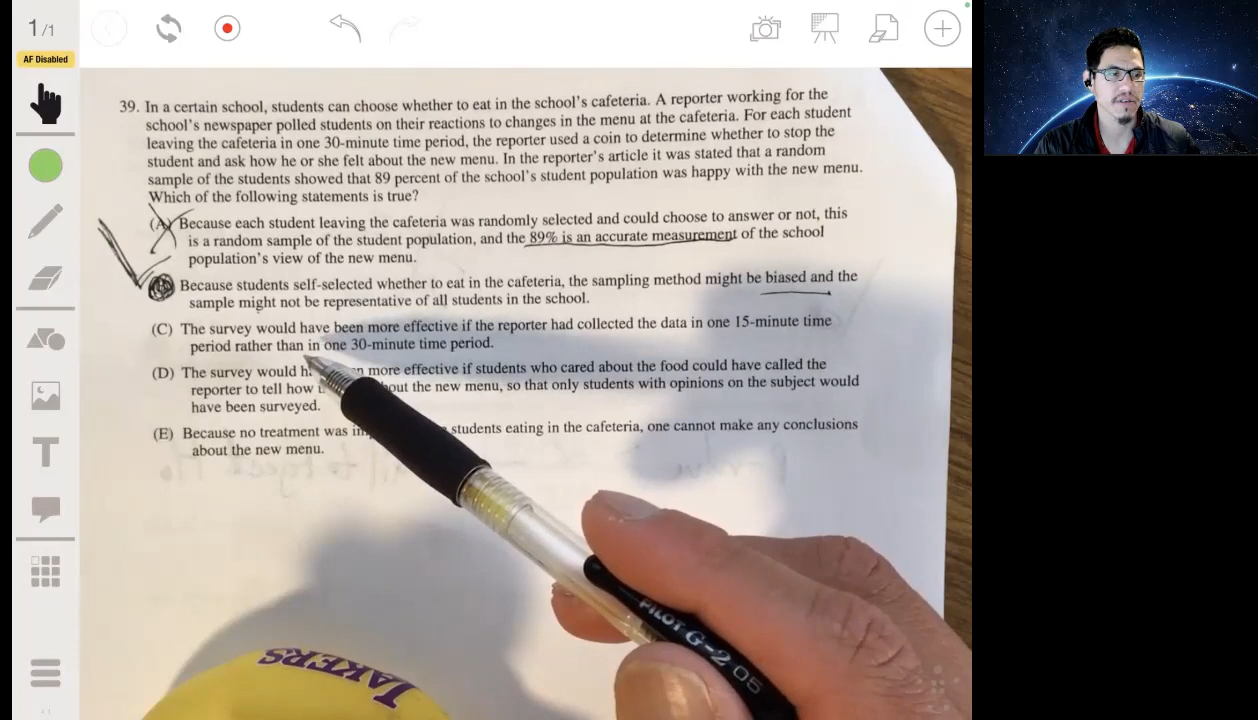 1/1
AF Disabled
39. In a certain school, students can choose whether to eat in the school's cafeteria. A reporter working for the
school's newspaper polled students on their reactions to changes in the menu at the cafeteria. For each student
leaving the cafeteria in one 30-minute time period, the reporter used a coin to determine whether to stop the
student and ask how he or she felt about the new menu. In the reporter's article it was stated that a random
sample of the students showed that 89 percent of the school's student population was happy with the new menu.
Which of the following statements is true?
(A) Because each student leaving the cafeteria was randomly selected and could choose to answer or not, this
is a random sample of the student population, and the 89% is an accurate measurement of the school
population's view of the new menu.
Because students self-selected whether to eat in the cafeteria, the sampling method might be biased and the
sample might not be representative of all students in the school.
(C) The survey would have been more effective if the reporter had collected the data in one 15-minute time
period rather than in one 30-minute time period.
(D) The survey would more effective if students who cared about the food could have called the
reporter to tell how the new menu, so that only students with opinions on the subject would
have been surveyed.
(E) Because no treatment was students eating in the cafeteria, one cannot make any conclusions
about the new menu.
LAKERS
PILOT G-2 05
T